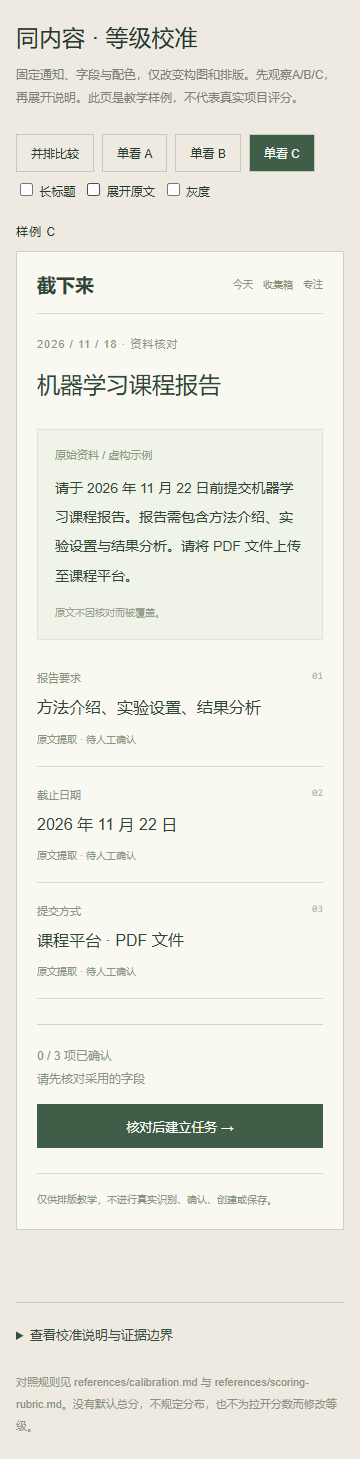 同内容 · 等级校准
固定通知、字段与配色，仅改变构图和排版。先观察A/B/C，
再展开说明。此页是教学样例，不代表真实项目评分。
并排比较
单看 A
单看 B
单看 C
长标题
展开原文
灰度
样例 C
截下来
今天 收集箱 专注
2026 / 11 / 18 · 资料核对
机器学习课程报告
原始资料 / 虚构示例
请于 2026 年 11 月 22 日前提交机器学
习课程报告。报告需包含方法介绍、实
验设置与结果分析。请将 PDF 文件上传
至课程平台。
原文不因核对而被覆盖。
报告要求
01
方法介绍、实验设置、结果分析
原文提取 · 待人工确认
截止日期
02
2026 年 11 月 22 日
原文提取 · 待人工确认
提交方式
03
课程平台 · PDF 文件
原文提取 · 待人工确认
0 / 3 项已确认
请先核对采用的字段
核对后建立任务 →
仅供排版教学，不进行真实识别、确认、创建或保存。
查看校准说明与证据边界
对照规则见 references/calibration.md 与 references/scoring-
rubric.md。没有默认总分，不规定分布，也不为拉开分数而修改等
级。